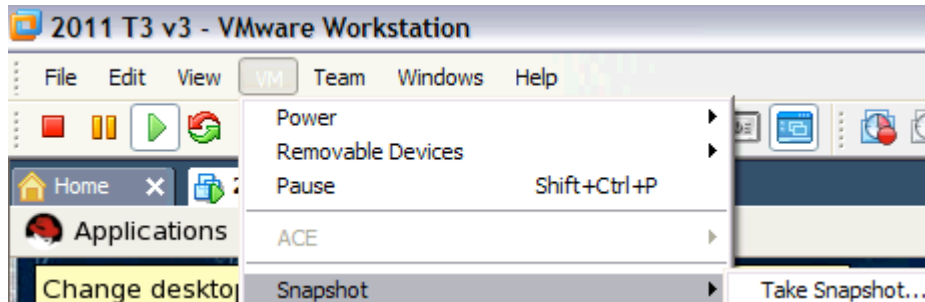 2011 T3 v3 - VMware Workstation
File Edit View VM Team Windows Help
Power
Removable Devices
Home
Pause Shift+Ctrl+P
Applications
ACE
Change desktop
Snapshot Take Snapshot...